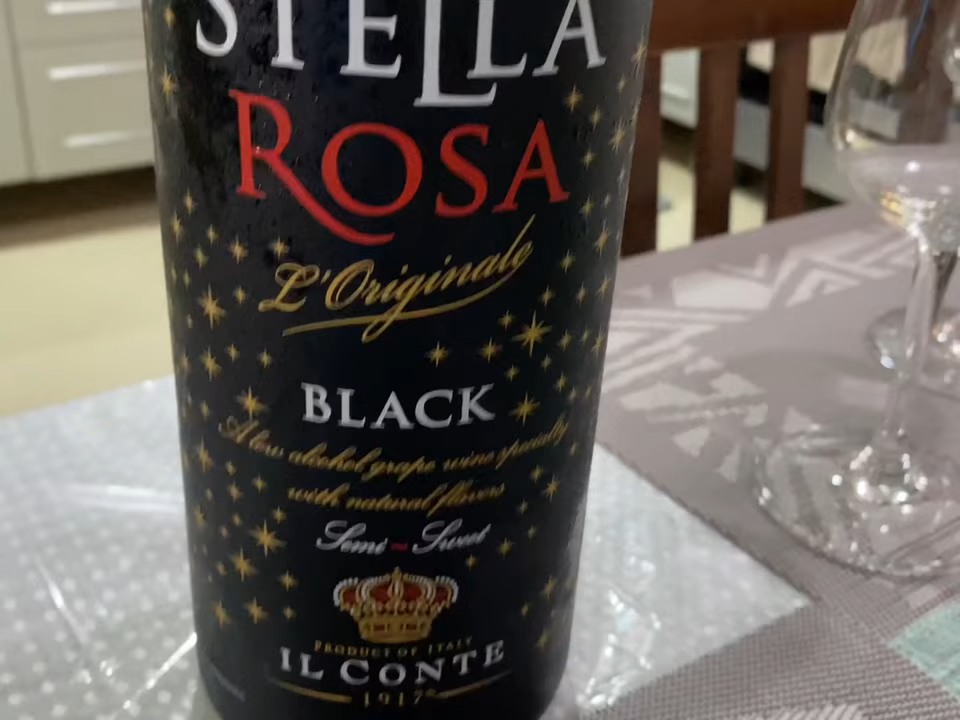 STELLA
ROSA
L'Originale
BLACK
A low alcohol grape wine specialty
with natural flavors
Semi-Sweet
PRODUCT OF ITALY
IL CONTE
1917